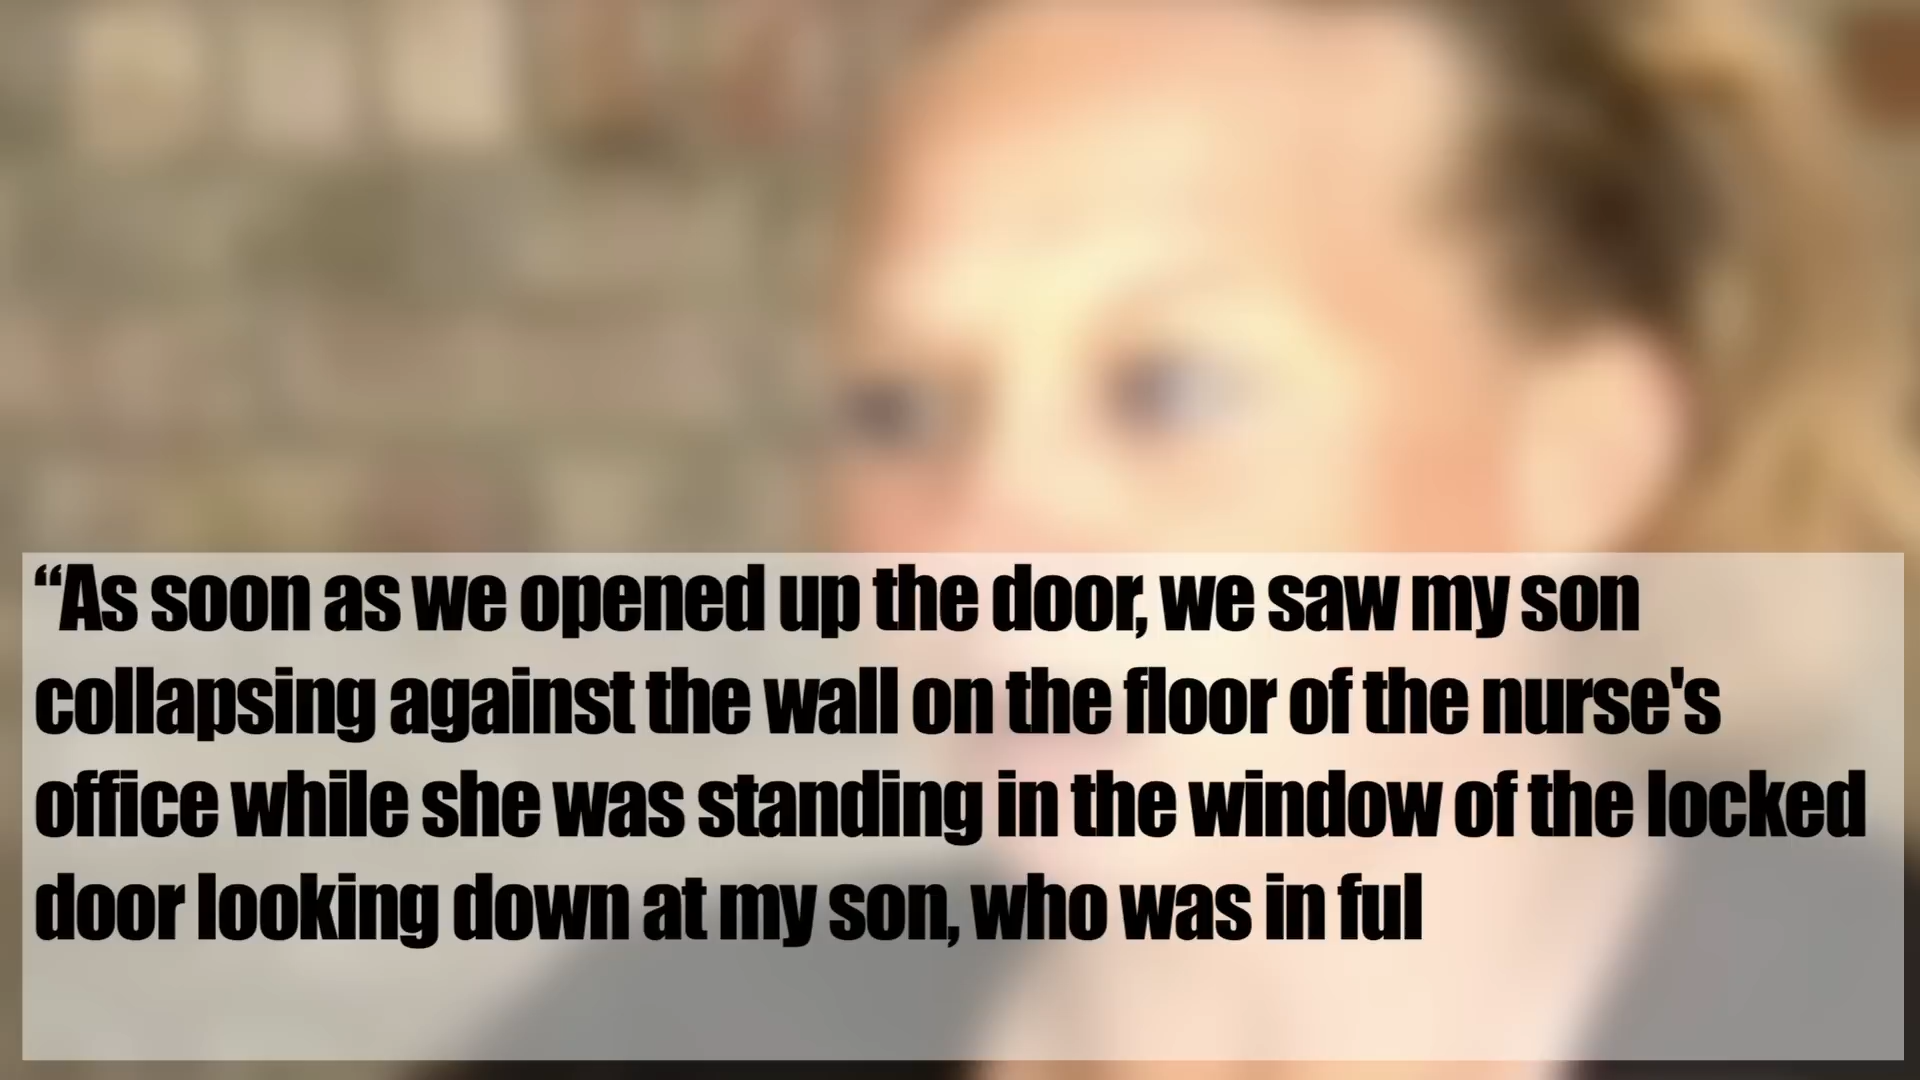 “As soon as we opened up the door, we saw my son
collapsing against the wall on the floor of the nurse's
office while she was standing in the window of the locked
door looking down at my son, who was in ful